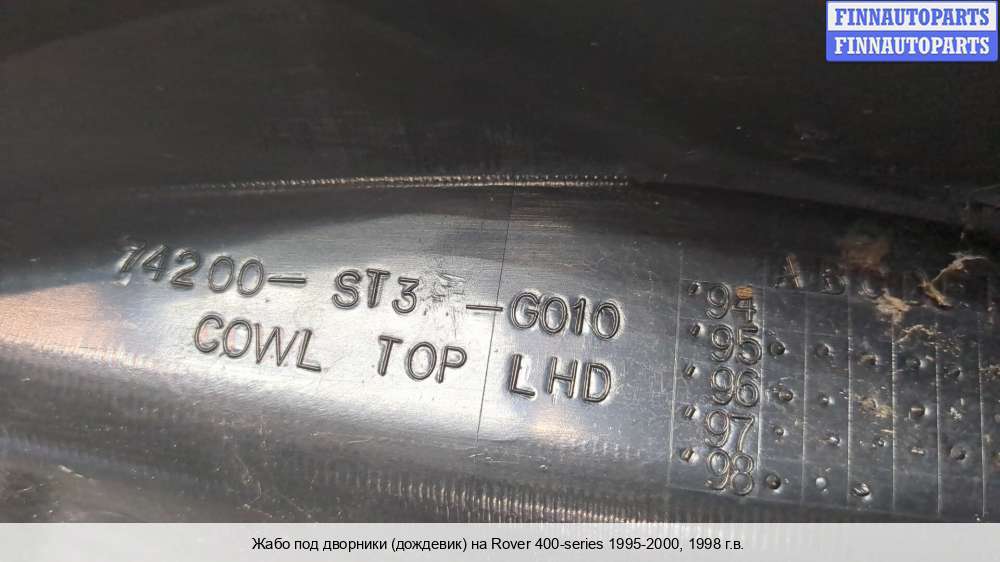 FINNAUTOPARTS
FINNAUTOPARTS
74200- ST3 -G010
COWL TOP LHD
'94
'95
'96
'97
'98
Жабо под дворники (дождевик) на Rover 400-series 1995-2000, 1998 г.в.